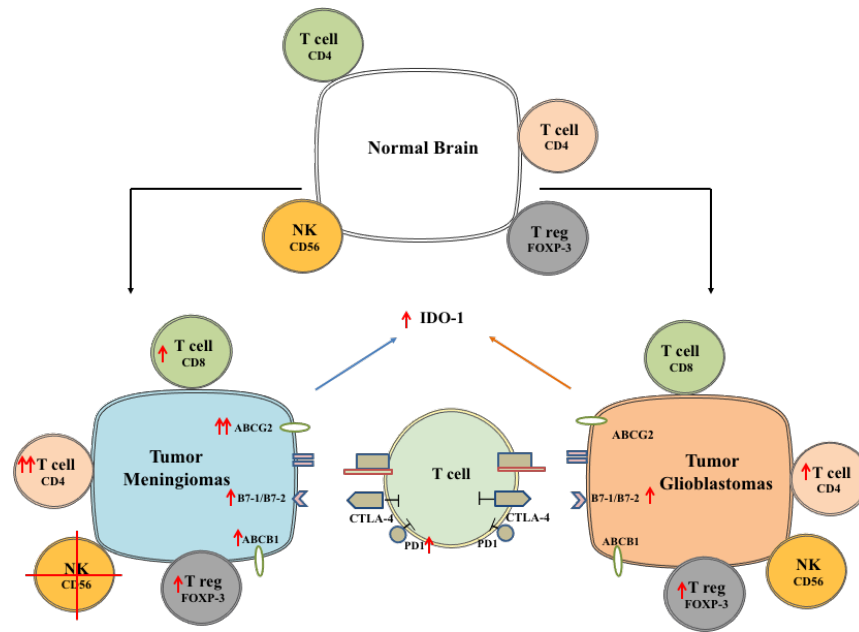 T cell
CD4
Normal Brain
T cell
CD4
NK
CD56
T reg
FOXP-3
IDO-1
T cell
CD8
ABCG2
Tumor
Meningiomas
T cell
CD4
B7-1/B7-2
ABCB1
NK
CD56
T reg
FOXP-3
T cell
CTLA-4
CTLA-4
PD1
PD1
T cell
CD8
ABCG2
Tumor
Glioblastomas
B7-1/B7-2
T cell
CD4
ABCB1
NK
CD56
T reg
FOXP-3